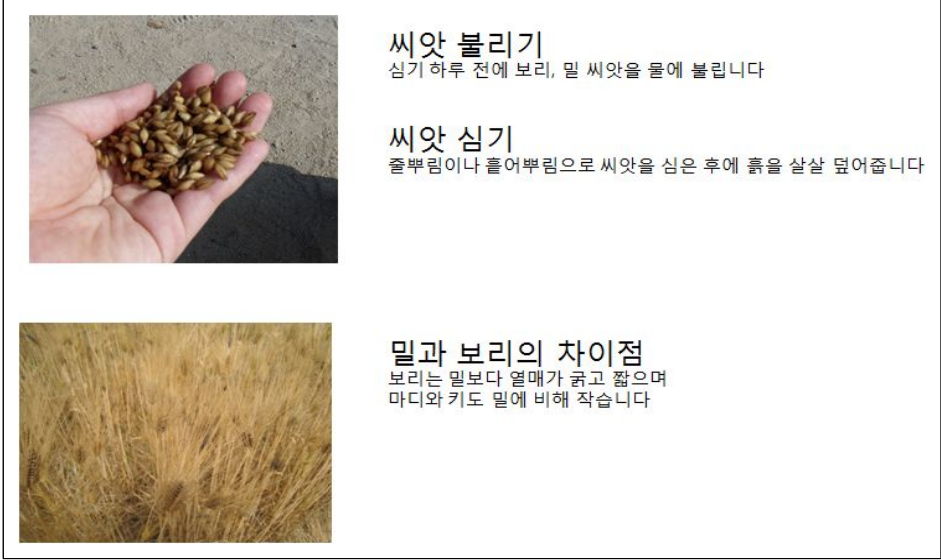 씨앗 불리기
심기 하루 전에 보리, 밀 씨앗을 물에 불립니다
씨앗 심기
줄뿌림이나 흩어뿌림으로 씨앗을 심은 후에 흙을 살살 덮어줍니다
밀과 보리의 차이점
보리는 밀보다 열매가 굵고 짧으며
마디와 키도 밀에 비해 작습니다